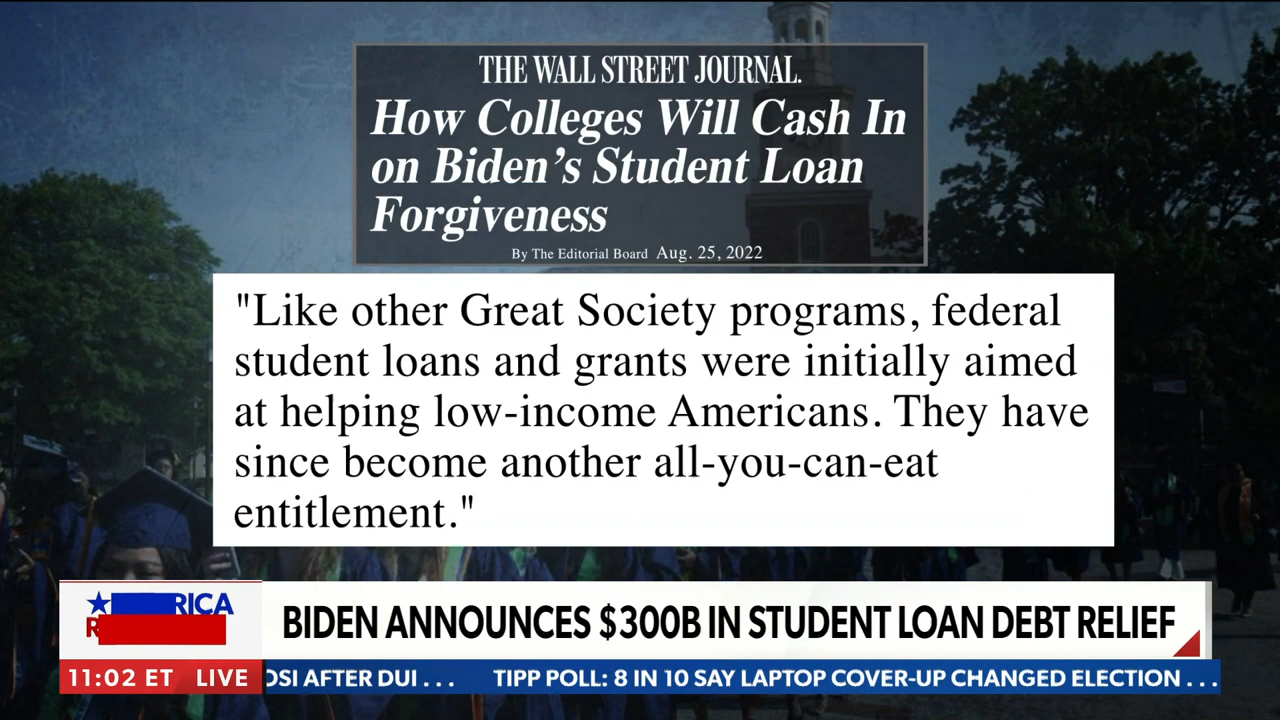 THE WALL STREET JOURNAL.
How Colleges Will Cash In
on Biden's Student Loan
Forgiveness
By The Editorial Board Aug. 25, 2022
"Like other Great Society programs, federal
student loans and grants were initially aimed
at helping low-income Americans. They have
since become another all-you-can-eat
entitlement."
BIDEN ANNOUNCES $300B IN STUDENT LOAN DEBT RELIEF
11:02 ET LIVE
AFTER DUI . . . TIPP POLL: 8 IN 10 SAY LAPTOP COVER-UP CHANGED ELECTION . . .